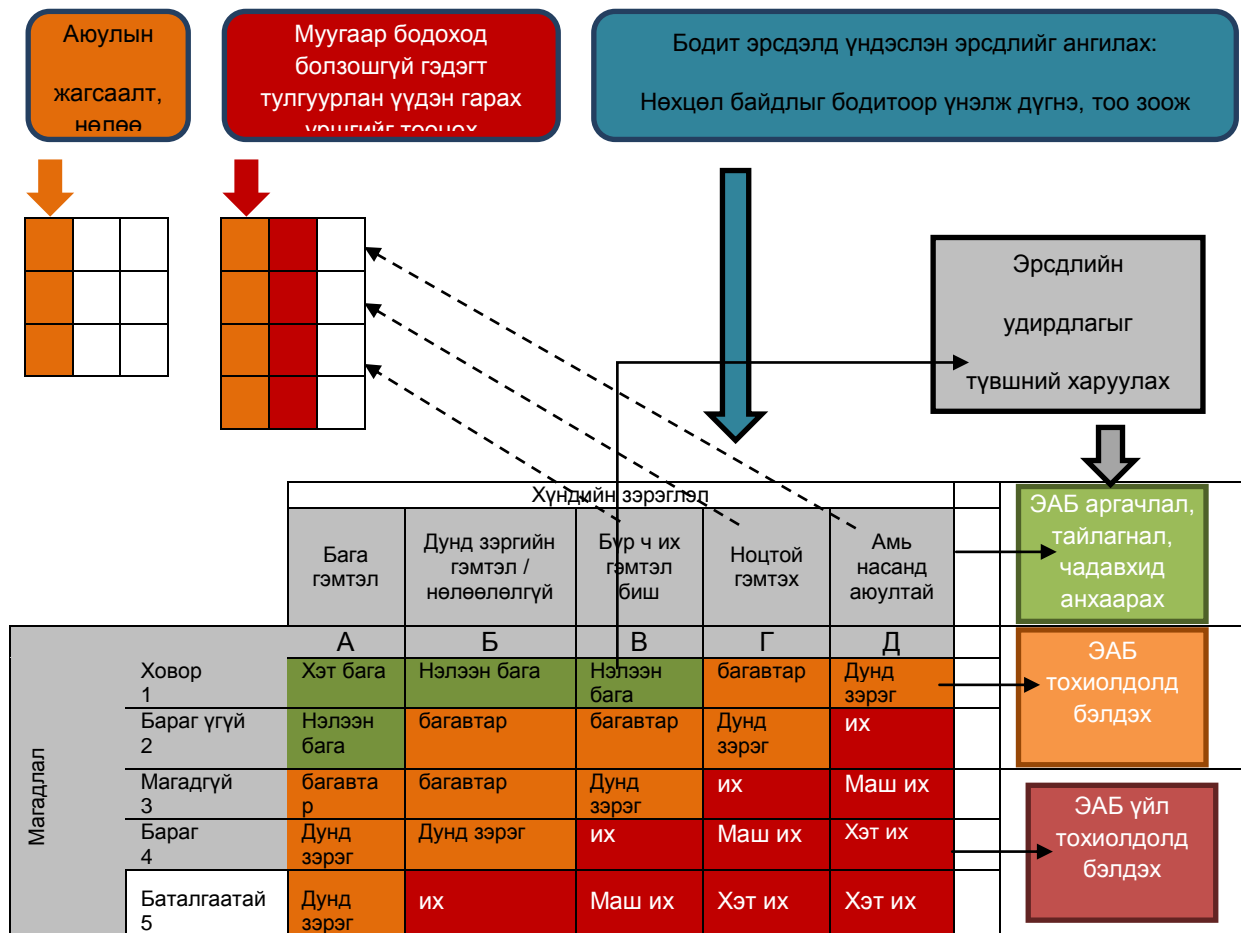 Аюулын
жагсаалт,
нөлөө
Муугаар бодоход
болзошгүй гэдэгт
тулгуурлан үүдэн гарах
үршгийг тооцох
Бодит эрсдэлд үндэслэн эрсдлийг ангилах:
Нөхцөл байдлыг бодитоор үнэлж дүгнэ, тоо зоож
Эрсдлийн
удирдлагыг
түвшний харуулах
Хүндийн зэрэглэл
Бага
гэмтэл
Дунд зэргийн
гэмтэл /
нөлөөлөлгүй
Бүр ч их
гэмтэл
биш
Ноцтой
гэмтэх
Амь
насанд
аюултай
ЭАБ аргачлал,
тайлагнал,
чадавхид
анхаарах
А
Б
В
Г
Д
Магадлал
Ховор
1
Хэт бага
Нэлээн бага
Нэлээн
бага
багавтар
Дунд
зэрэг
ЭАБ
тохиолдолд
бэлдэх
Бараг үгүй
2
Нэлээн
бага
багавтар
багавтар
Дунд
зэрэг
их
Магадгүй
3
багавта
р
багавтар
Дунд
зэрэг
их
Маш их
ЭАБ үйл
тохиолдолд
бэлдэх
Бараг
4
Дунд
зэрэг
Дунд зэрэг
их
Маш их
Хэт их
Баталгаатай
5
Дунд
зэрэг
их
Маш их
Хэт их
Хэт их